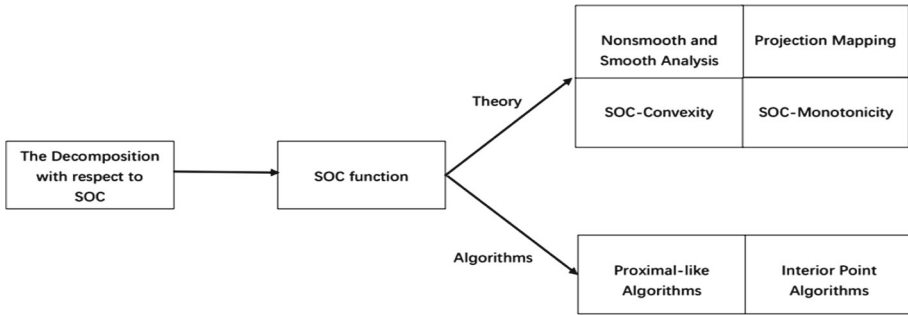 The Decomposition
with respect to
SOC
SOC function
Theory
Algorithms
Nonsmooth and
Smooth Analysis
Projection Mapping
SOC-Convexity
SOC-Monotonicity
Proximal-like
Algorithms
Interior Point
Algorithms